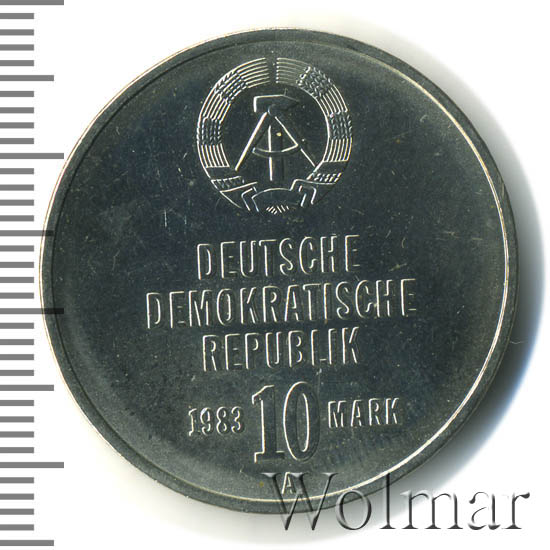 DEUTSCHE
DEMOKRATISCHE
REPUBLIK
1983 10 MARK
A
Wolmar